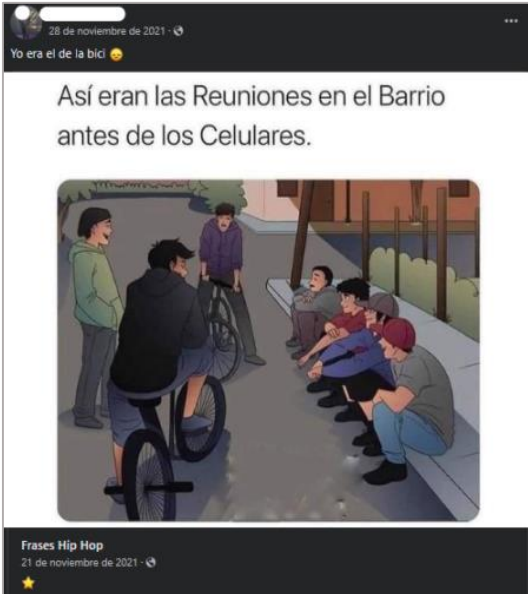 28 de noviembre de 2021 ·
Yo era el de la bici 😞
Así eran las Reuniones en el Barrio
antes de los Celulares.
Frases Hip Hop
21 de noviembre de 2021 ·
⭐